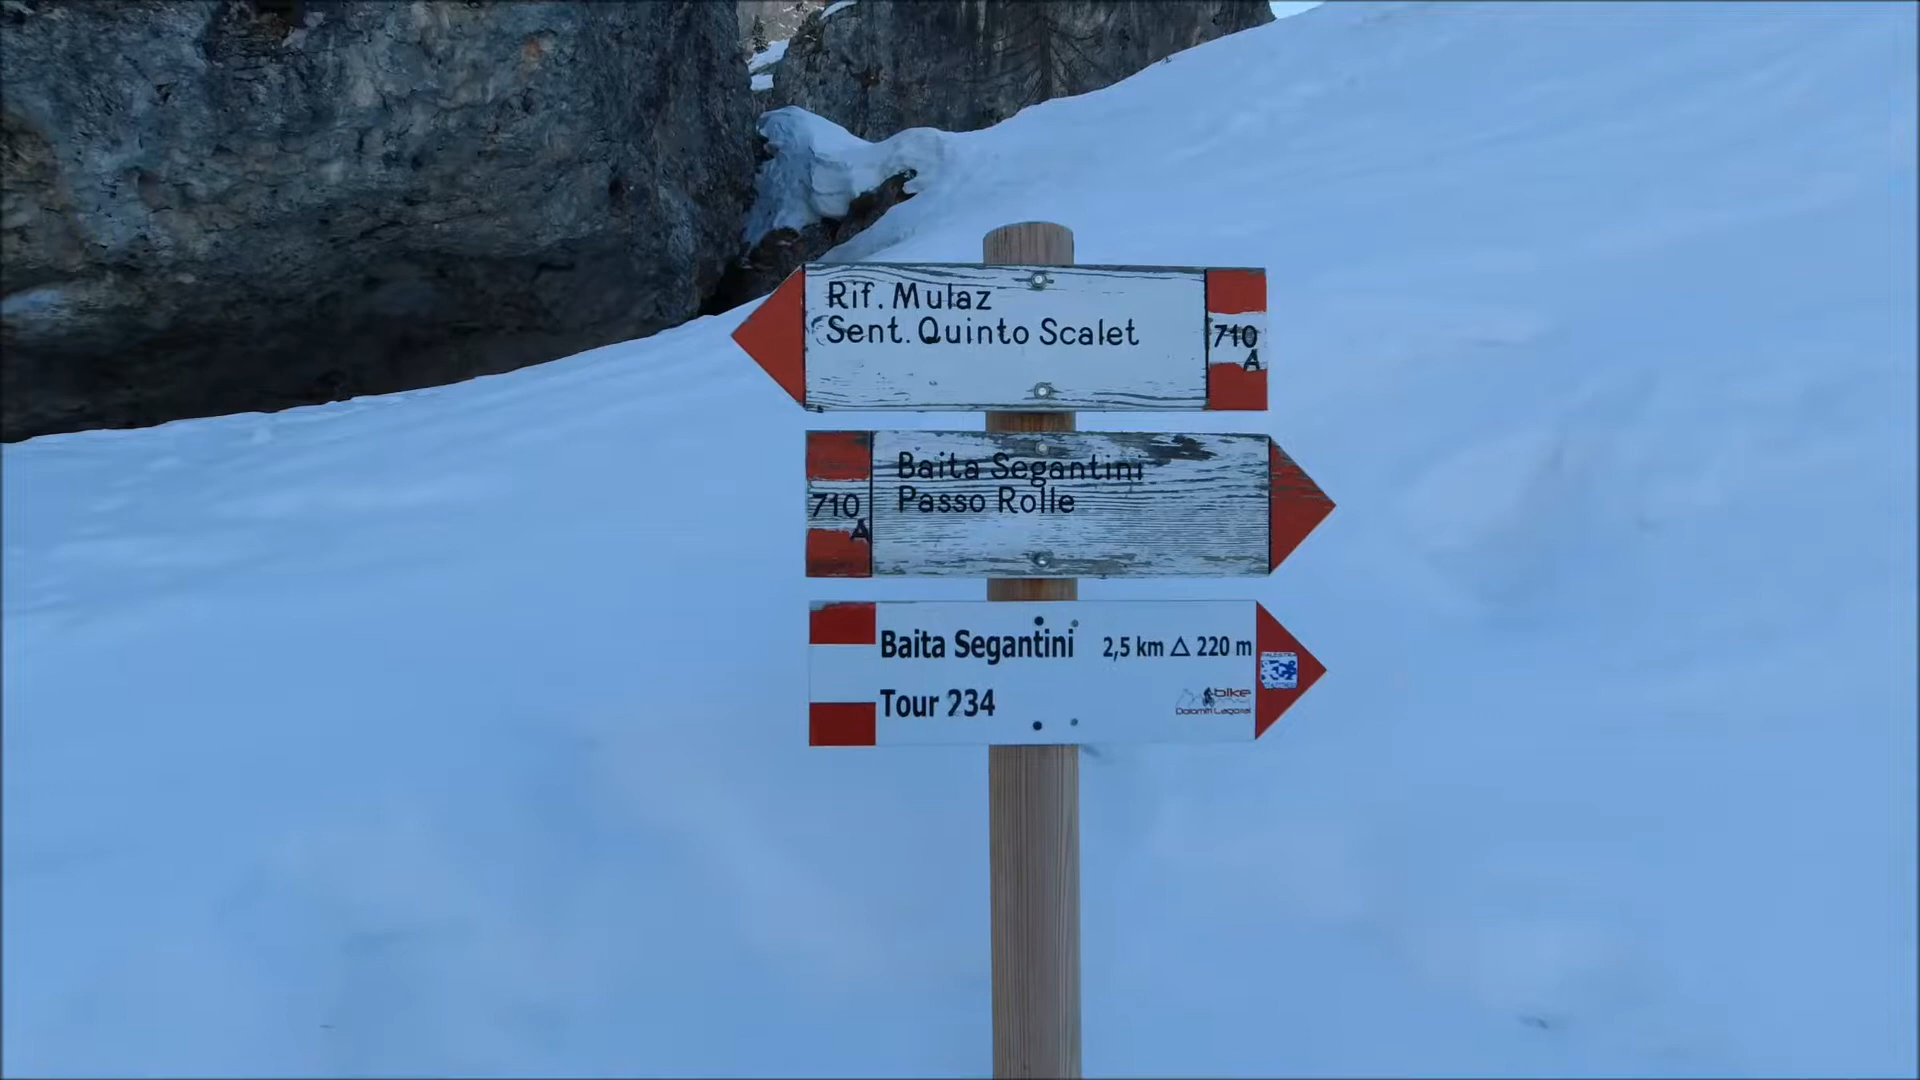 Rif. Mulaz
Sent. Quinto Scalet
710
A
Baita Segantini
Passo Rolle
710
A
Baita Segantini 2,5 km Δ 220 m
Tour 234
bike
Dolomiti Lagorai